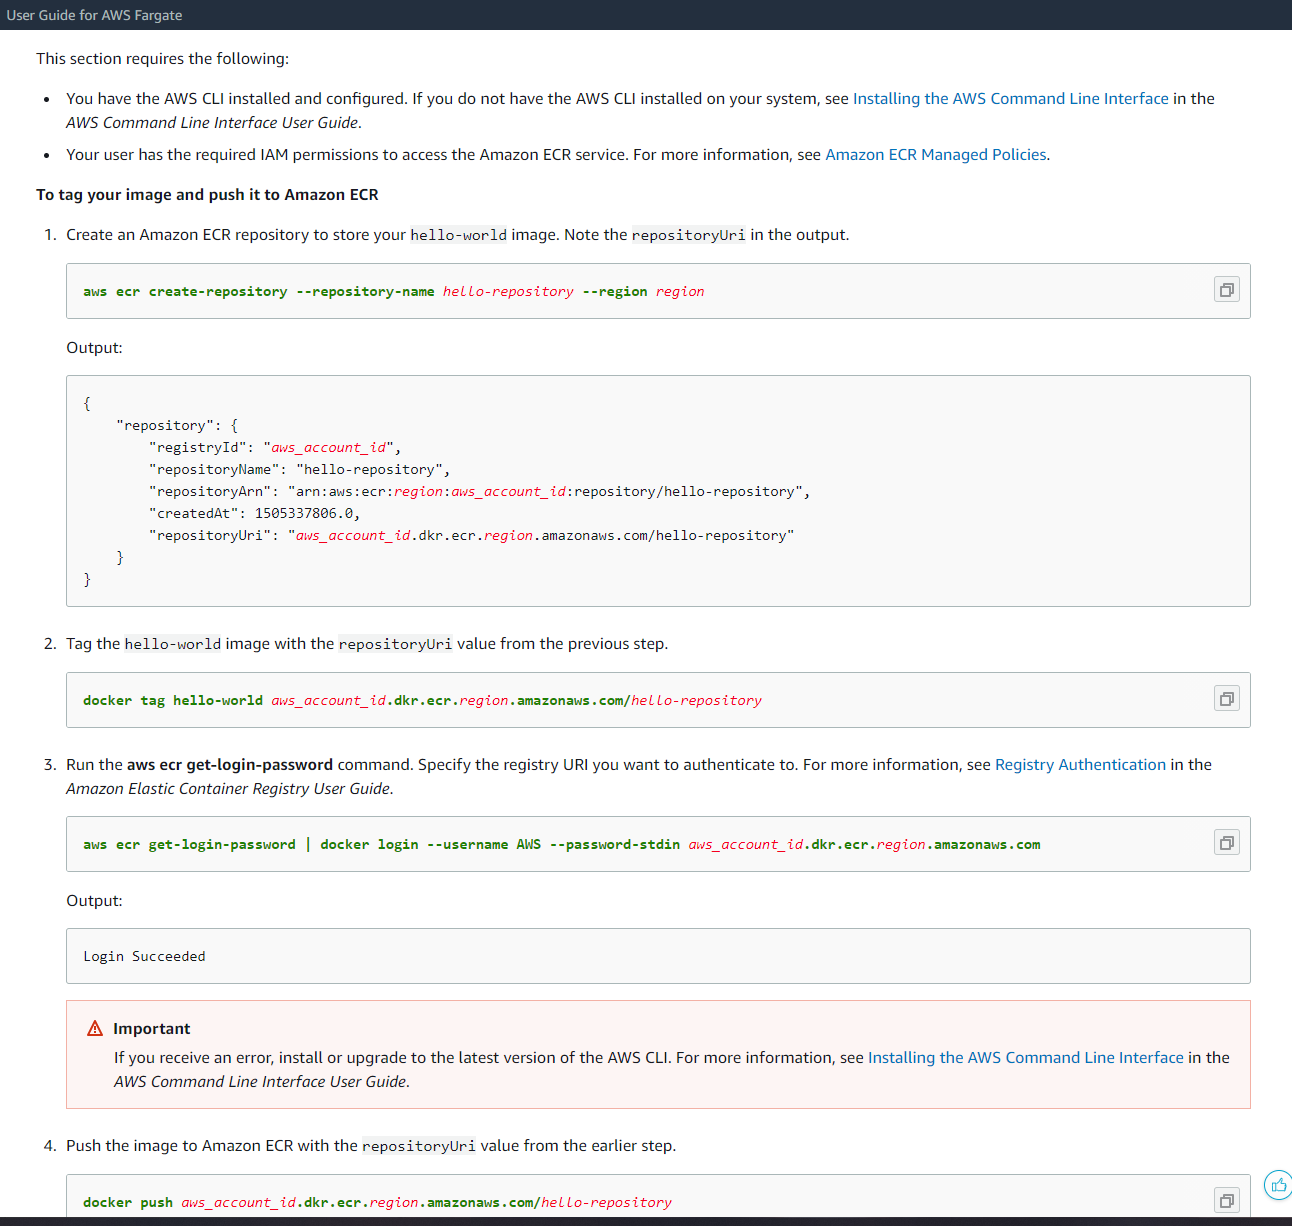 User Guide for AWS Fargate
This section requires the following:
• You have the AWS CLI installed and configured. If you do not have the AWS CLI installed on your system, see Installing the AWS Command Line Interface in the
AWS Command Line Interface User Guide.
• Your user has the required IAM permissions to access the Amazon ECR service. For more information, see Amazon ECR Managed Policies.
To tag your image and push it to Amazon ECR
1. Create an Amazon ECR repository to store your hello-world image. Note the repositoryUri in the output.
aws ecr create-repository --repository-name hello-repository --region region
Output:
{
    "repository": {
        "registryId": "aws_account_id",
        "repositoryName": "hello-repository",
        "repositoryArn": "arn:aws:ecr:region:aws_account_id:repository/hello-repository",
        "createdAt": 1505337806.0,
        "repositoryUri": "aws_account_id.dkr.ecr.region.amazonaws.com/hello-repository"
    }
}
2. Tag the hello-world image with the repositoryUri value from the previous step.
docker tag hello-world aws_account_id.dkr.ecr.region.amazonaws.com/hello-repository
3. Run the aws ecr get-login-password command. Specify the registry URI you want to authenticate to. For more information, see Registry Authentication in the
Amazon Elastic Container Registry User Guide.
aws ecr get-login-password | docker login --username AWS --password-stdin aws_account_id.dkr.ecr.region.amazonaws.com
Output:
Login Succeeded
Important
If you receive an error, install or upgrade to the latest version of the AWS CLI. For more information, see Installing the AWS Command Line Interface in the
AWS Command Line Interface User Guide.
4. Push the image to Amazon ECR with the repositoryUri value from the earlier step.
docker push aws_account_id.dkr.ecr.region.amazonaws.com/hello-repository